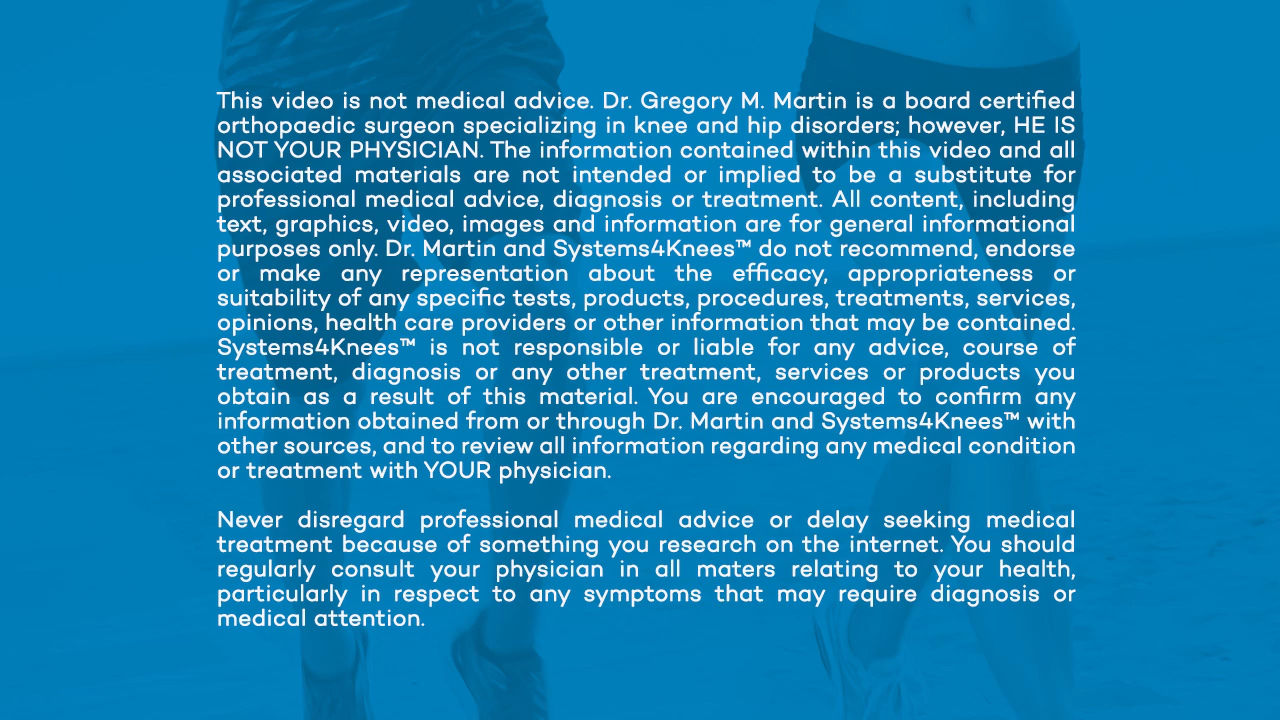 This video is not medical advice. Dr. Gregory M. Martin is a board certified
orthopaedic surgeon specializing in knee and hip disorders; however, HE IS
NOT YOUR PHYSICIAN. The information contained within this video and all
associated materials are not intended or implied to be a substitute for
professional medical advice, diagnosis or treatment. All content, including
text, graphics, video, images and information are for general informational
purposes only. Dr. Martin and Systems4Knees™ do not recommend, endorse
or make any representation about the efficacy, appropriateness or
suitability of any specific tests, products, procedures, treatments, services,
opinions, health care providers or other information that may be contained.
Systems4Knees™ is not responsible or liable for any advice, course of
treatment, diagnosis or any other treatment, services or products you
obtain as a result of this material. You are encouraged to confirm any
information obtained from or through Dr. Martin and Systems4Knees™ with
other sources, and to review all information regarding any medical condition
or treatment with YOUR physician.
Never disregard professional medical advice or delay seeking medical
treatment because of something you research on the internet. You should
regularly consult your physician in all maters relating to your health,
particularly in respect to any symptoms that may require diagnosis or
medical attention.